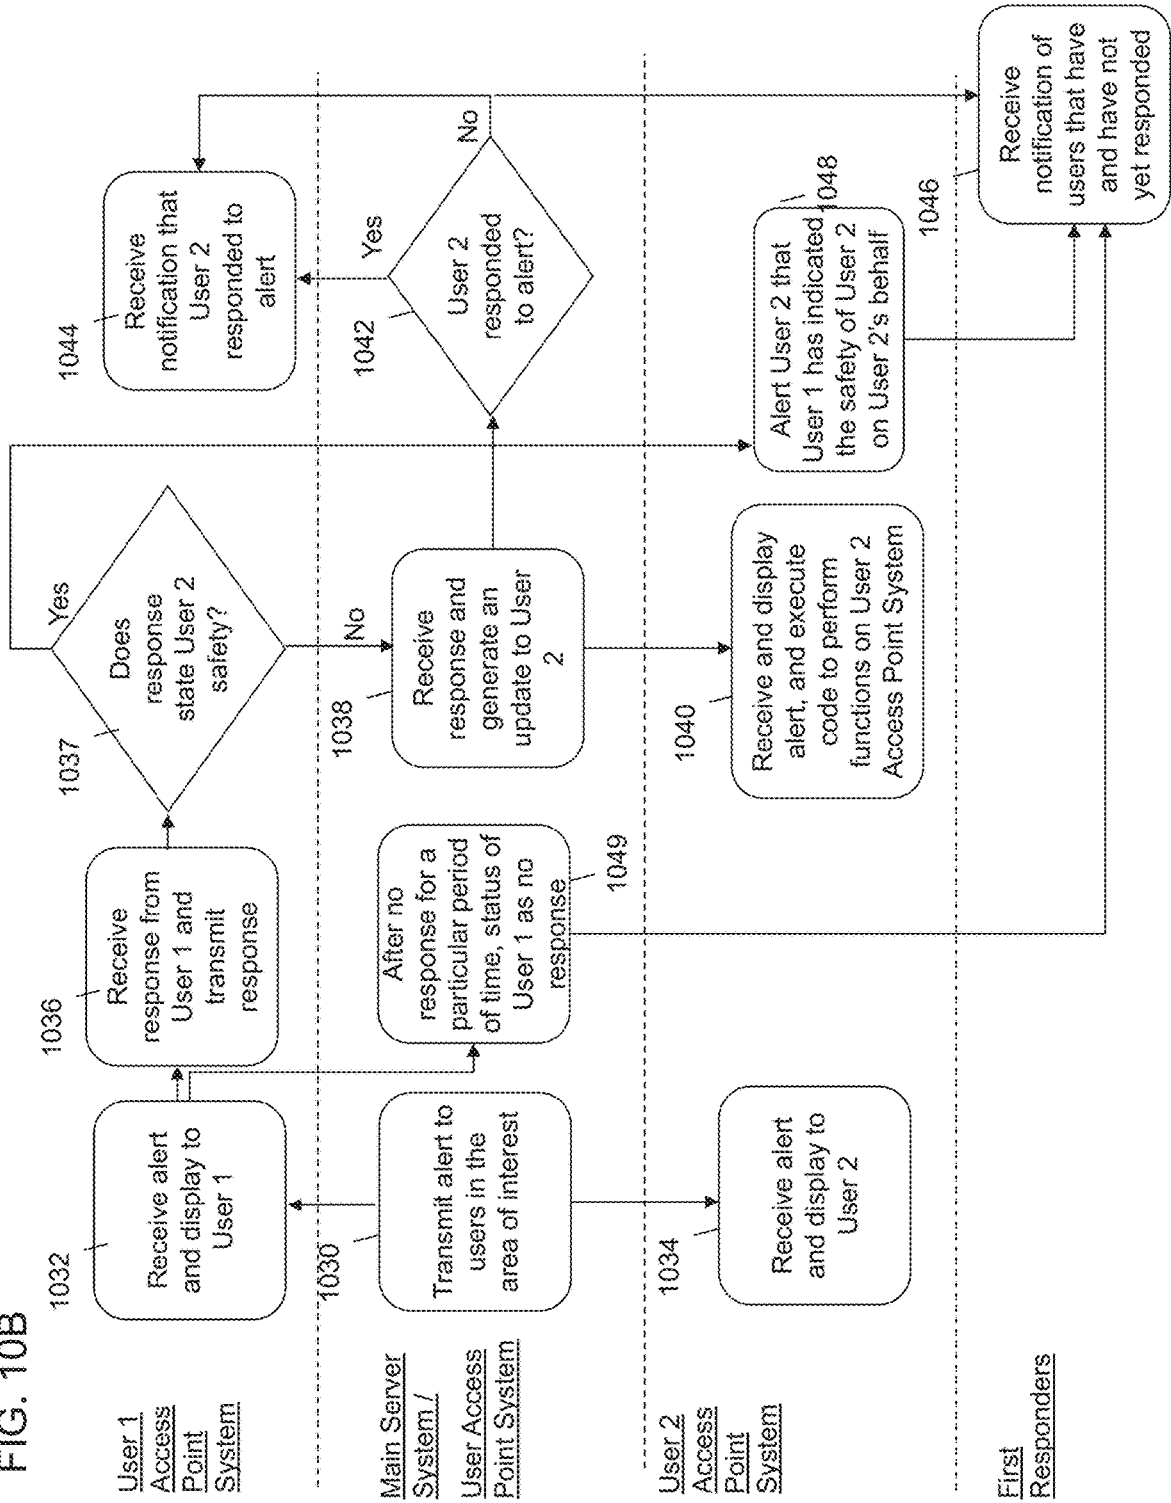 FIG. 10B
User 1
Access
Point
System
1032
Receive alert
and display to
User 1
1036
Receive
response from
User 1 and
transmit
response
1037
Does
response
state User 2
safety?
Yes
No
1044
Receive
notification that
User 2
responded to
alert
Main Server
System /
User Access
Point System
1030
Transmit alert to
users in the
area of interest
After no
response for a
particular period
of time, status of
User 1 as no
response
1049
1038
Receive
response and
generate an
update to User
2
1042
User 2
responded
to alert?
Yes
No
User 2
Access
Point
System
1034
Receive alert
and display to
User 2
1040
Receive and display
alert, and execute
code to perform
functions on User 2
Access Point System
Alert User 2 that
User 1 has indicated
the safety of User 2
on User 2's behalf
1048
First
Responders
1046
Receive
notification of
users that have
and have not
yet responded